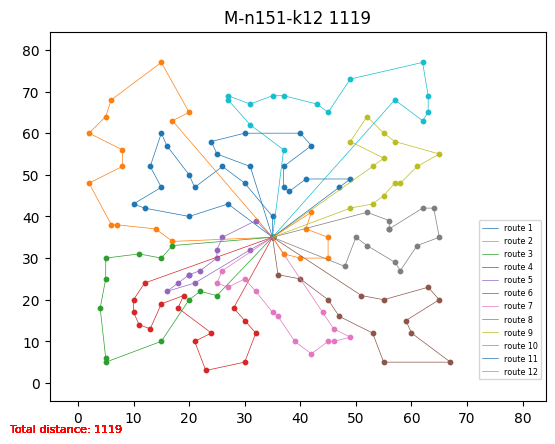 M-n151-k12 1119
80
70
60
50
40
30
20
10
0
route 1
route 2
route 3
route 4
route 5
route 6
route 7
route 8
route 9
route 10
route 11
route 12
0 10 20 30 40 50 60 70 80
Total distance: 1119